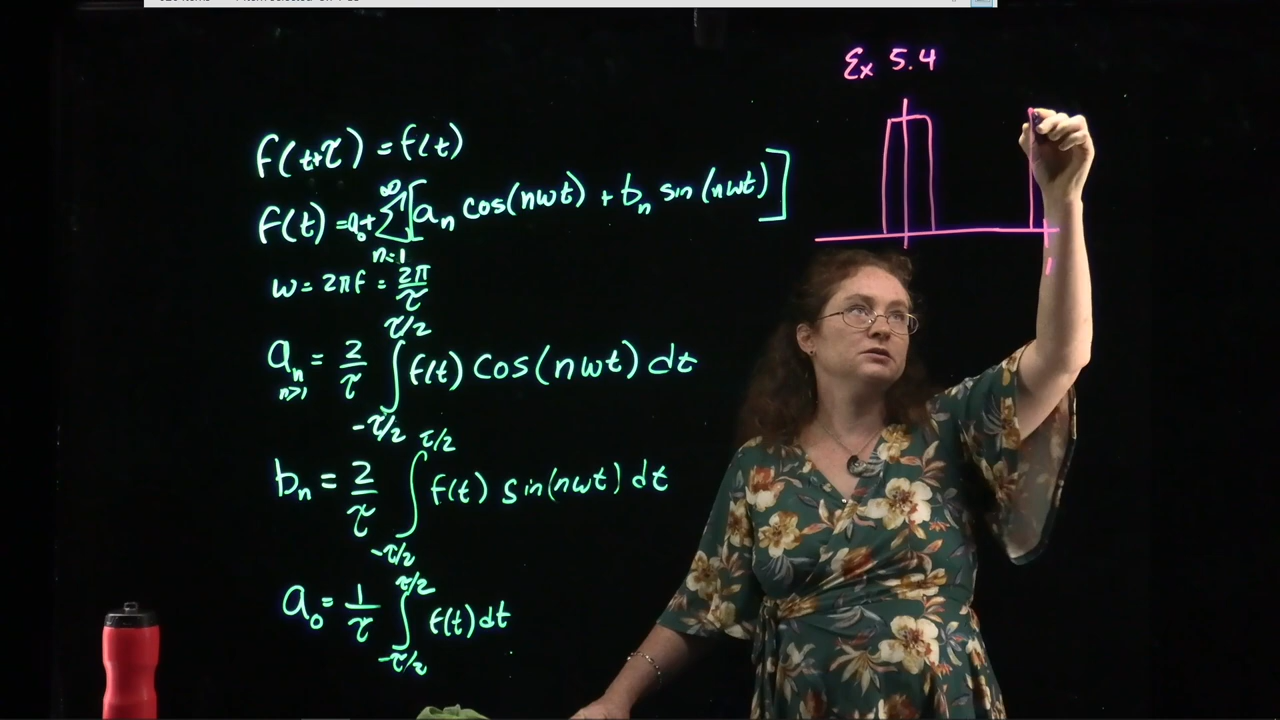 Ex 5.4
f(t+τ) = f(t)
f(t) = a₀ + ∑ₙ₌₁^∞ [aₙ cos(nωt) + bₙ sin(nωt)]
ω = 2πf = 2π/τ
aₙ = 2/τ ∫_{-τ/2}^{τ/2} f(t) cos(nωt) dt
n>1
bₙ = 2/τ ∫_{-τ/2}^{τ/2} f(t) sin(nωt) dt
a₀ = 1/τ ∫_{-τ/2}^{τ/2} f(t) dt
1